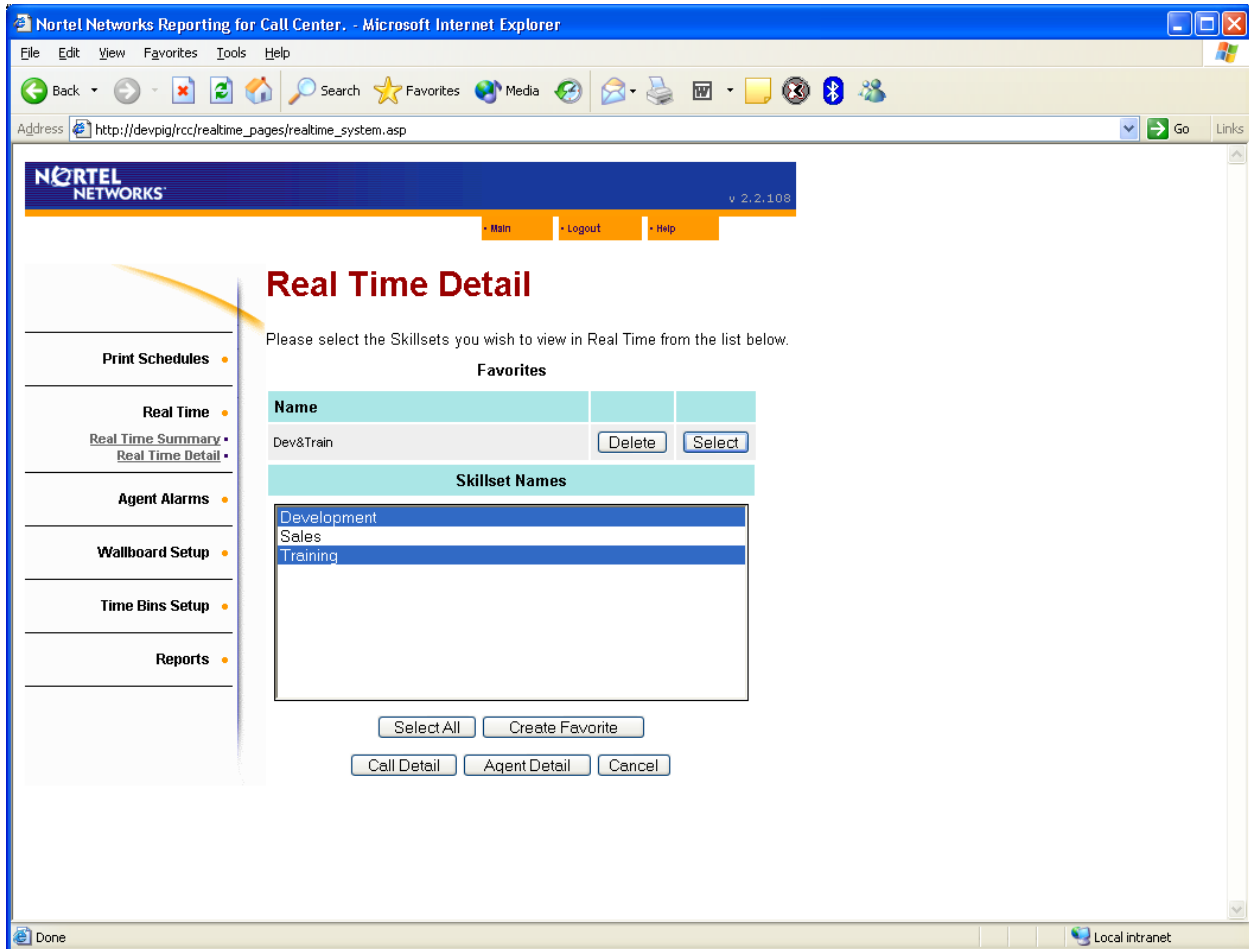 Nortel Networks Reporting for Call Center. - Microsoft Internet Explorer
File Edit View Favorites Tools Help
Back Search Favorites Media
Address http://devpig/rcc/realtime_pages/realtime_system.asp Go Links
NORTEL
NETWORKS
v 2.2.108
Main Logout Help
Real Time Detail
Please select the Skillsets you wish to view in Real Time from the list below.
Favorites
Name
Dev&Train Delete Select
Skillset Names
Development
Sales
Training
Select All Create Favorite
Call Detail Agent Detail Cancel
Print Schedules
Real Time
Real Time Summary
Real Time Detail
Agent Alarms
Wallboard Setup
Time Bins Setup
Reports
Done Local intranet